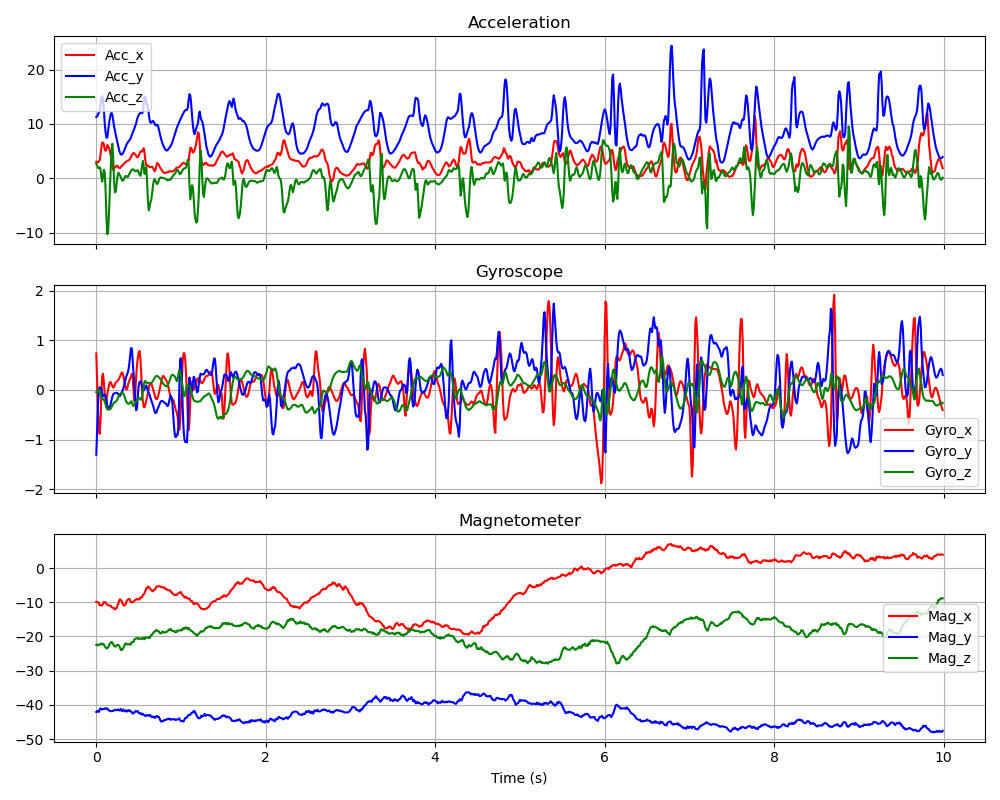 Acceleration
Acc_x
Acc_y
Acc_z
20
10
0
−10
Gyroscope
2
1
0
−1
−2
Gyro_x
Gyro_y
Gyro_z
Magnetometer
0
−10
−20
−30
−40
−50
Mag_x
Mag_y
Mag_z
0 2 4 6 8 10
Time (s)